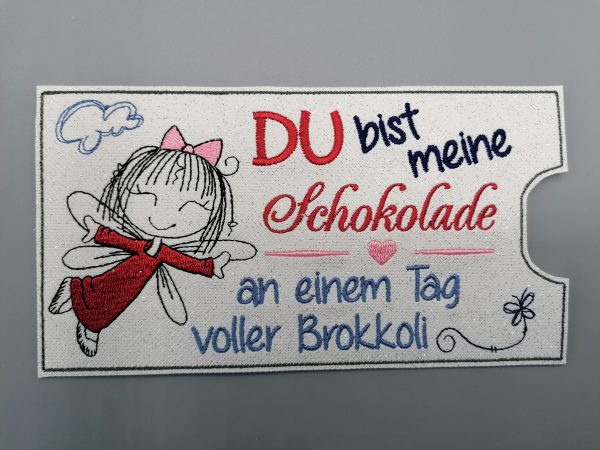 DU bist
meine
Schokolade
an einem Tag
voller Brokkoli